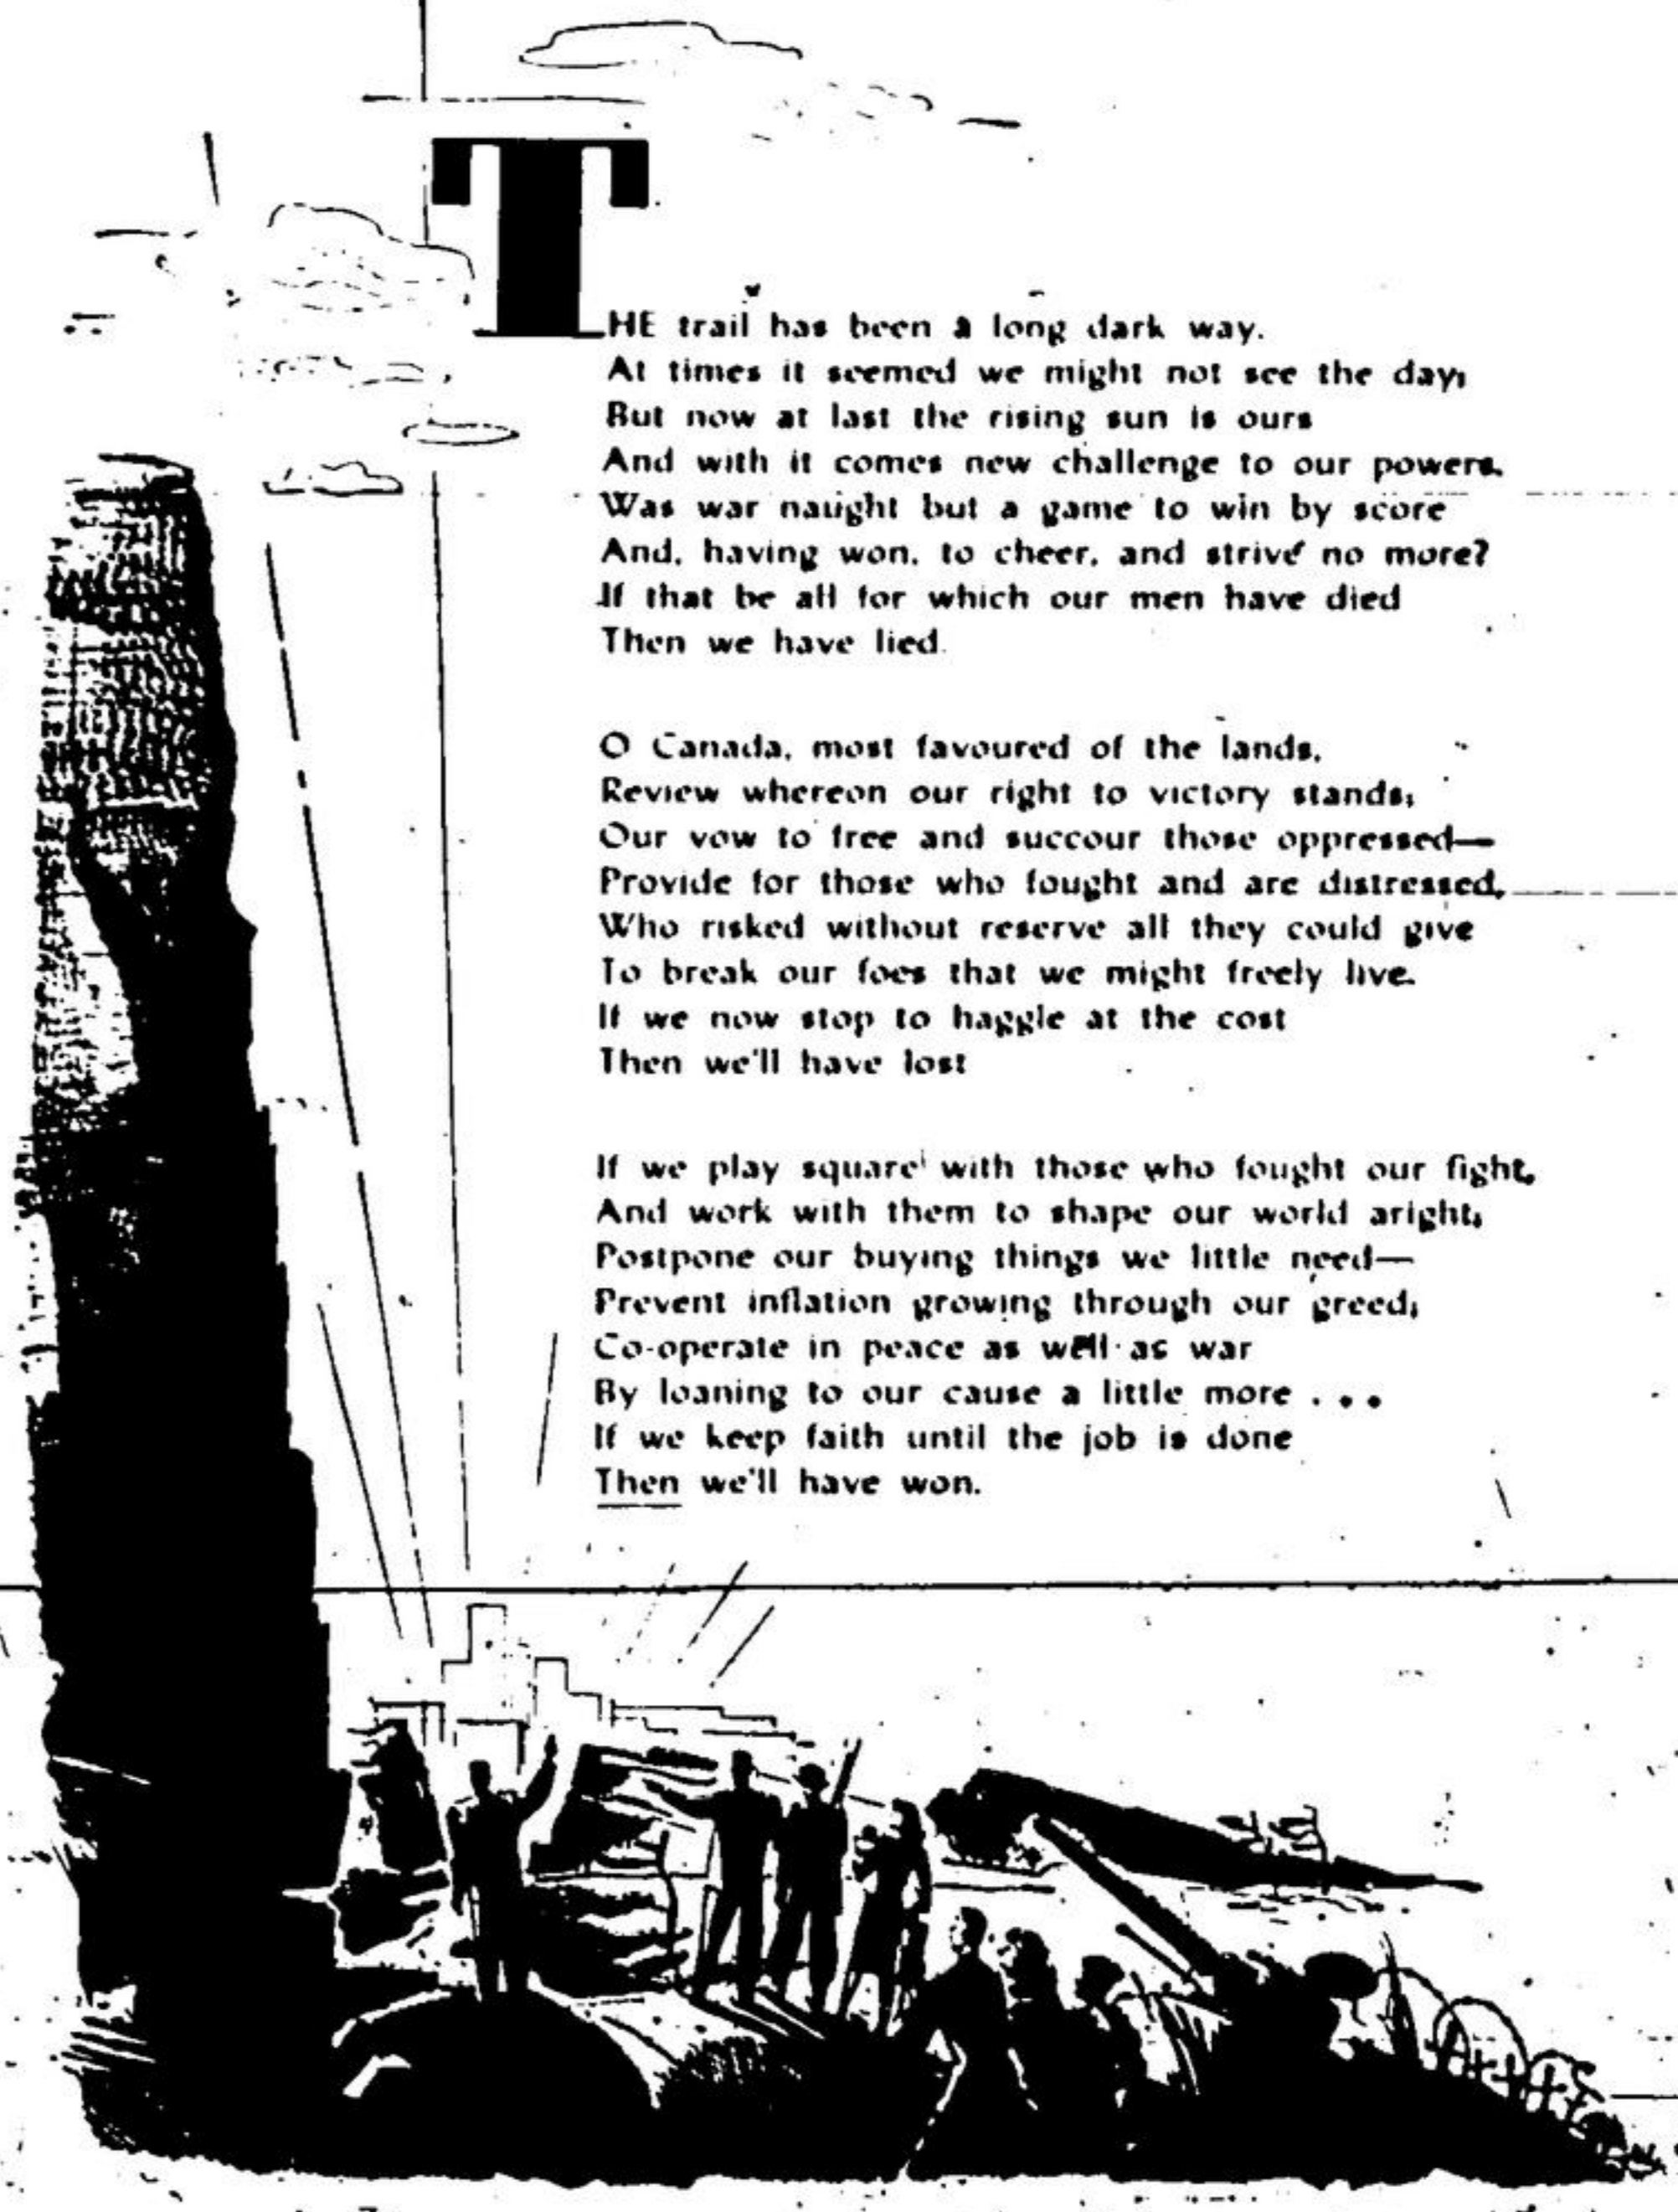 THE trail has been a long dark way.
At times it seemed we might not see the day;
But now at last the rising sun is ours
And with it comes new challenge to our powers.
Was war naught but a game to win by score
And, having won, to cheer, and strive no more?
If that be all for which our men have died
Then we have lied.
O Canada, most favoured of the lands,
Review whereon our right to victory stands;
Our vow to free and succour those oppressed—
Provide for those who fought and are distressed,
Who risked without reserve all they could give
To break our foes that we might freely live.
If we now stop to haggle at the cost
Then we'll have lost
If we play square with those who fought our fight,
And work with them to shape our world aright;
Postpone our buying things we little need—
Prevent inflation growing through our greed;
Co-operate in peace as well as war
By loaning to our cause a little more . . .
If we keep faith until the job is done
Then we'll have won.